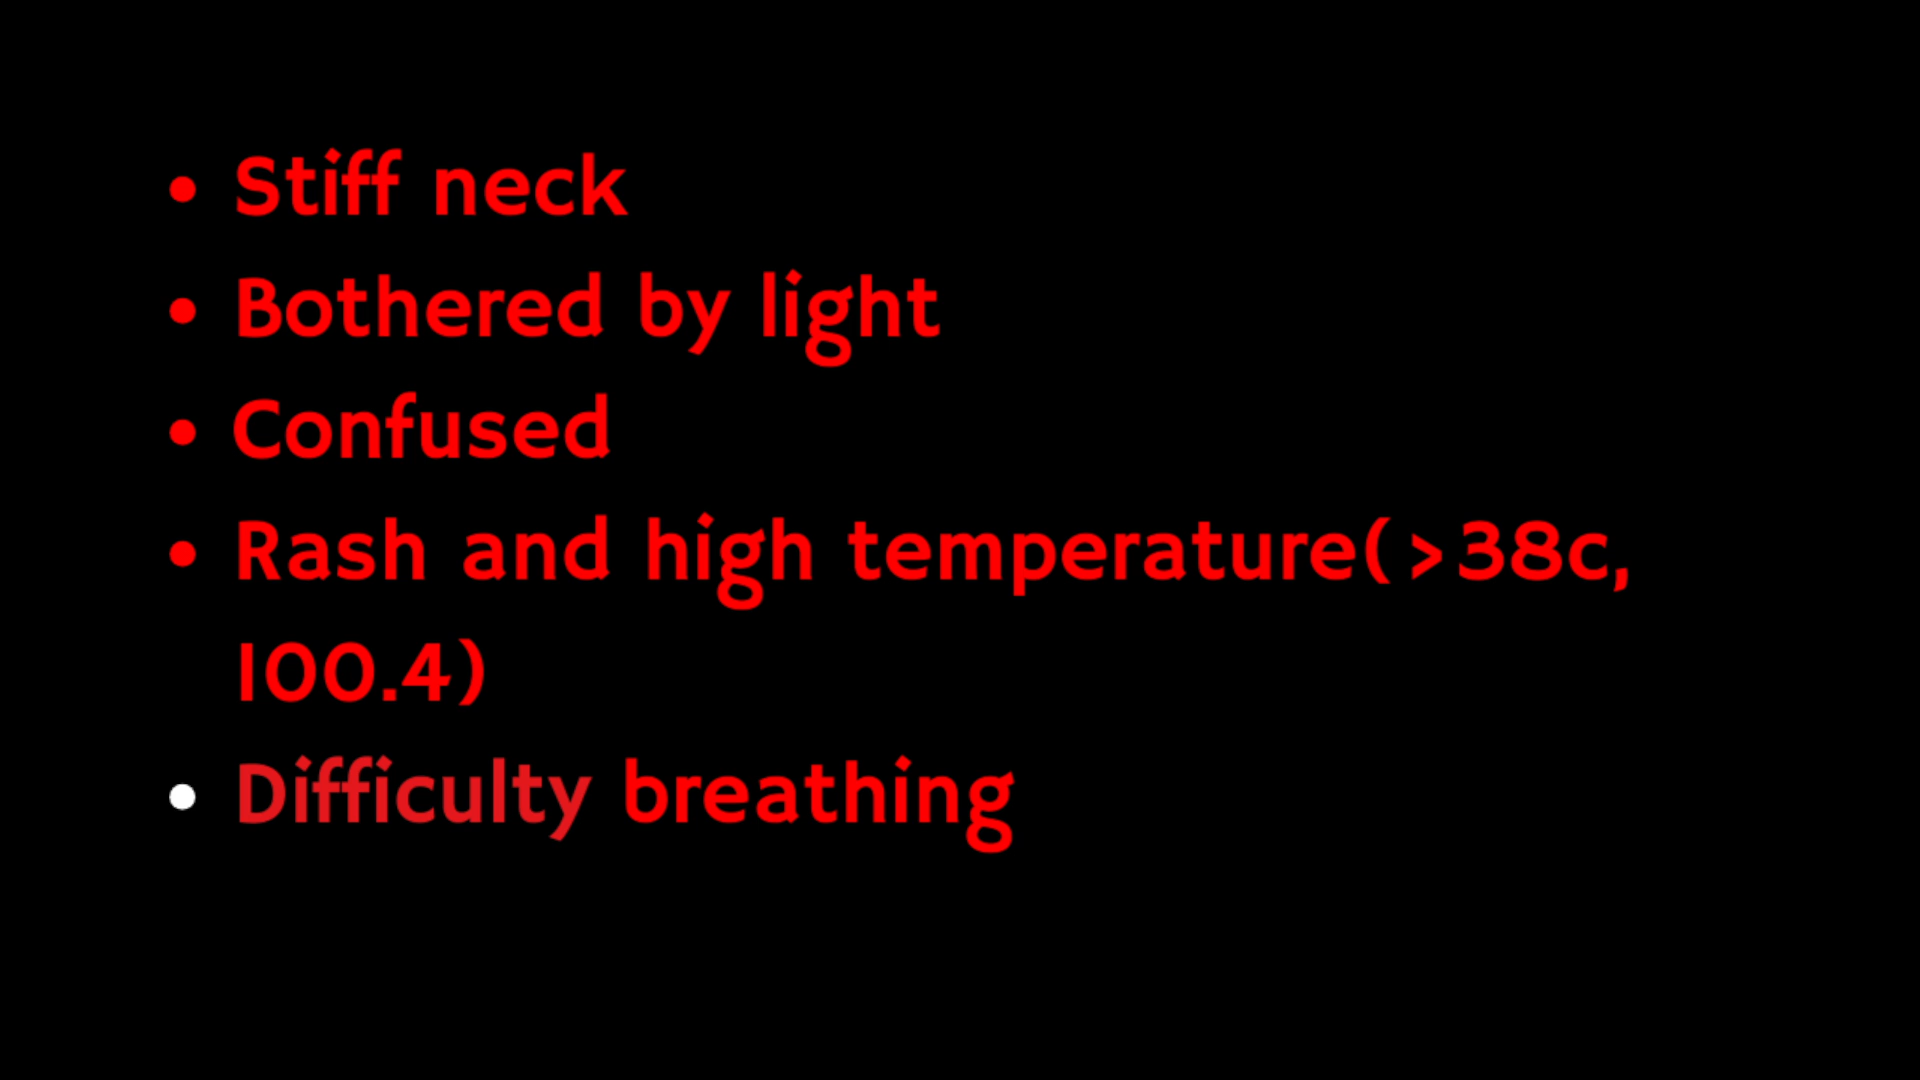 • Stiff neck
• Bothered by light
• Confused
• Rash and high temperature(>38c,
100.4)
• Difficulty breathing